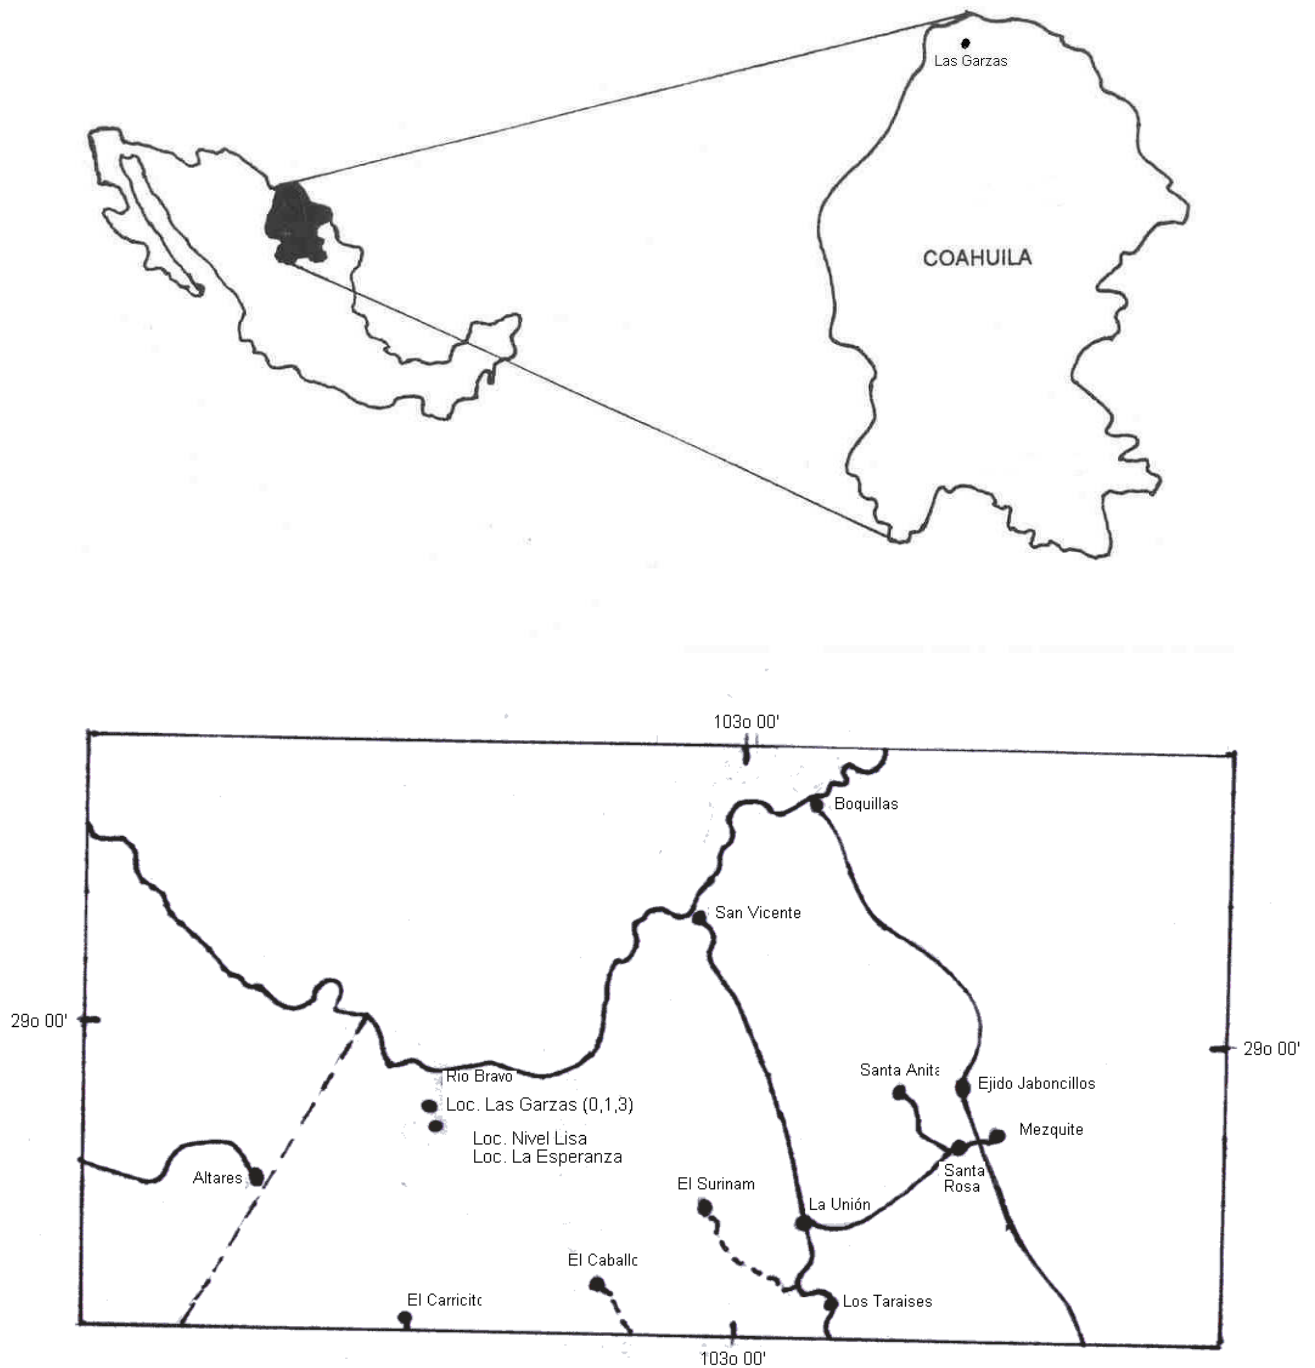 Las Garzas
COAHUILA
103o 00'
Boquillas
San Vicente
29o 00'
29o 00'
Santa Anita
Rio Bravo
Ejido Jaboncillos
Loc. Las Garzas (0,1,3)
Mezquite
Loc. Nivel Lisa
Loc. La Esperanza
Altares
Santa
Rosa
El Surinam
La Unión
El Caballo
El Carricito
Los Taraises
103o 00'